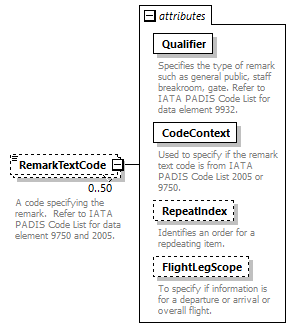 attributes
Qualifier
Specifies the type of remark
such as general public, staff
breakroom, gate. Refer to
IATA PADIS Code List for
data element 9932.
CodeContext
Used to specify if the remark
text code is from IATA
PADIS Code List 2005 or
9750.
RemarkTextCode
0..50
A code specifying the
remark.  Refer to IATA
PADIS Code List for data
element 9750 and 2005.
RepeatIndex
Identifies an order for a
repdeating item.
FlightLegScope
To specify if information is
for a departure or arrival or
overall flight.